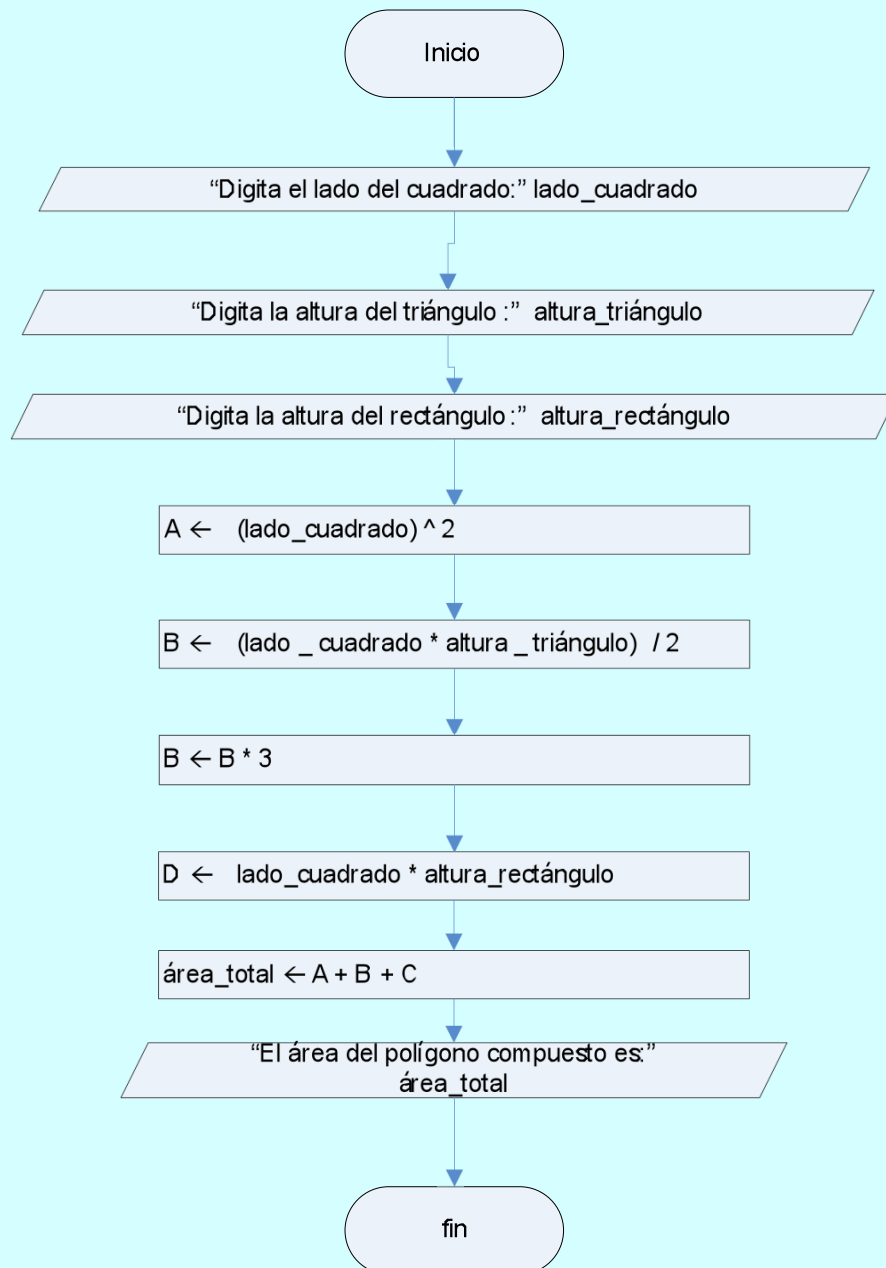 Inicio
“Digita el lado del cuadrado:” lado_cuadrado
“Digita la altura del triángulo :” altura_triángulo
“Digita la altura del rectángulo :” altura_rectángulo
A ← (lado_cuadrado) ^ 2
B ← (lado _ cuadrado * altura _ triángulo) / 2
B ← B * 3
D ← lado_cuadrado * altura_rectángulo
área_total ← A + B + C
“El área del polígono compuesto es:”
área_total
fin